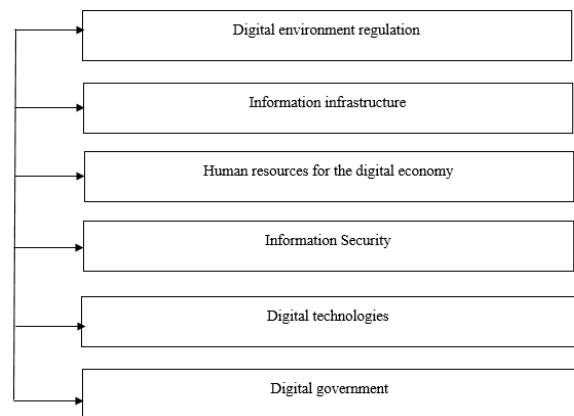 Digital environment regulation
Information infrastructure
Human resources for the digital economy
Information Security
Digital technologies
Digital government